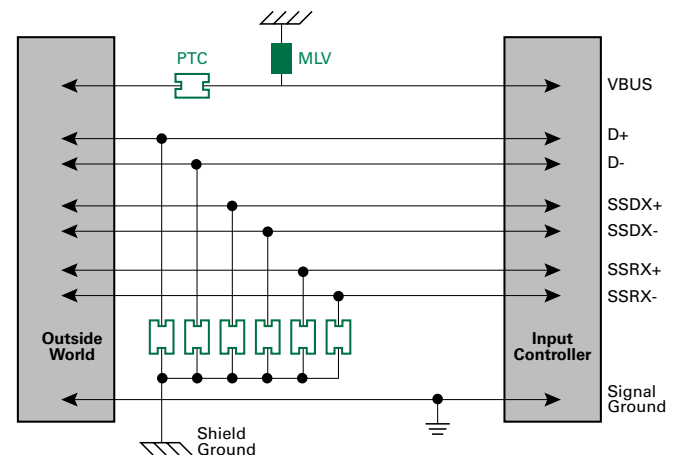 PTC
MLV
VBUS
D+
D-
SSDX+
SSDX-
SSRX+
SSRX-
Outside
World
Input
Controller
Signal
Ground
Shield
Ground